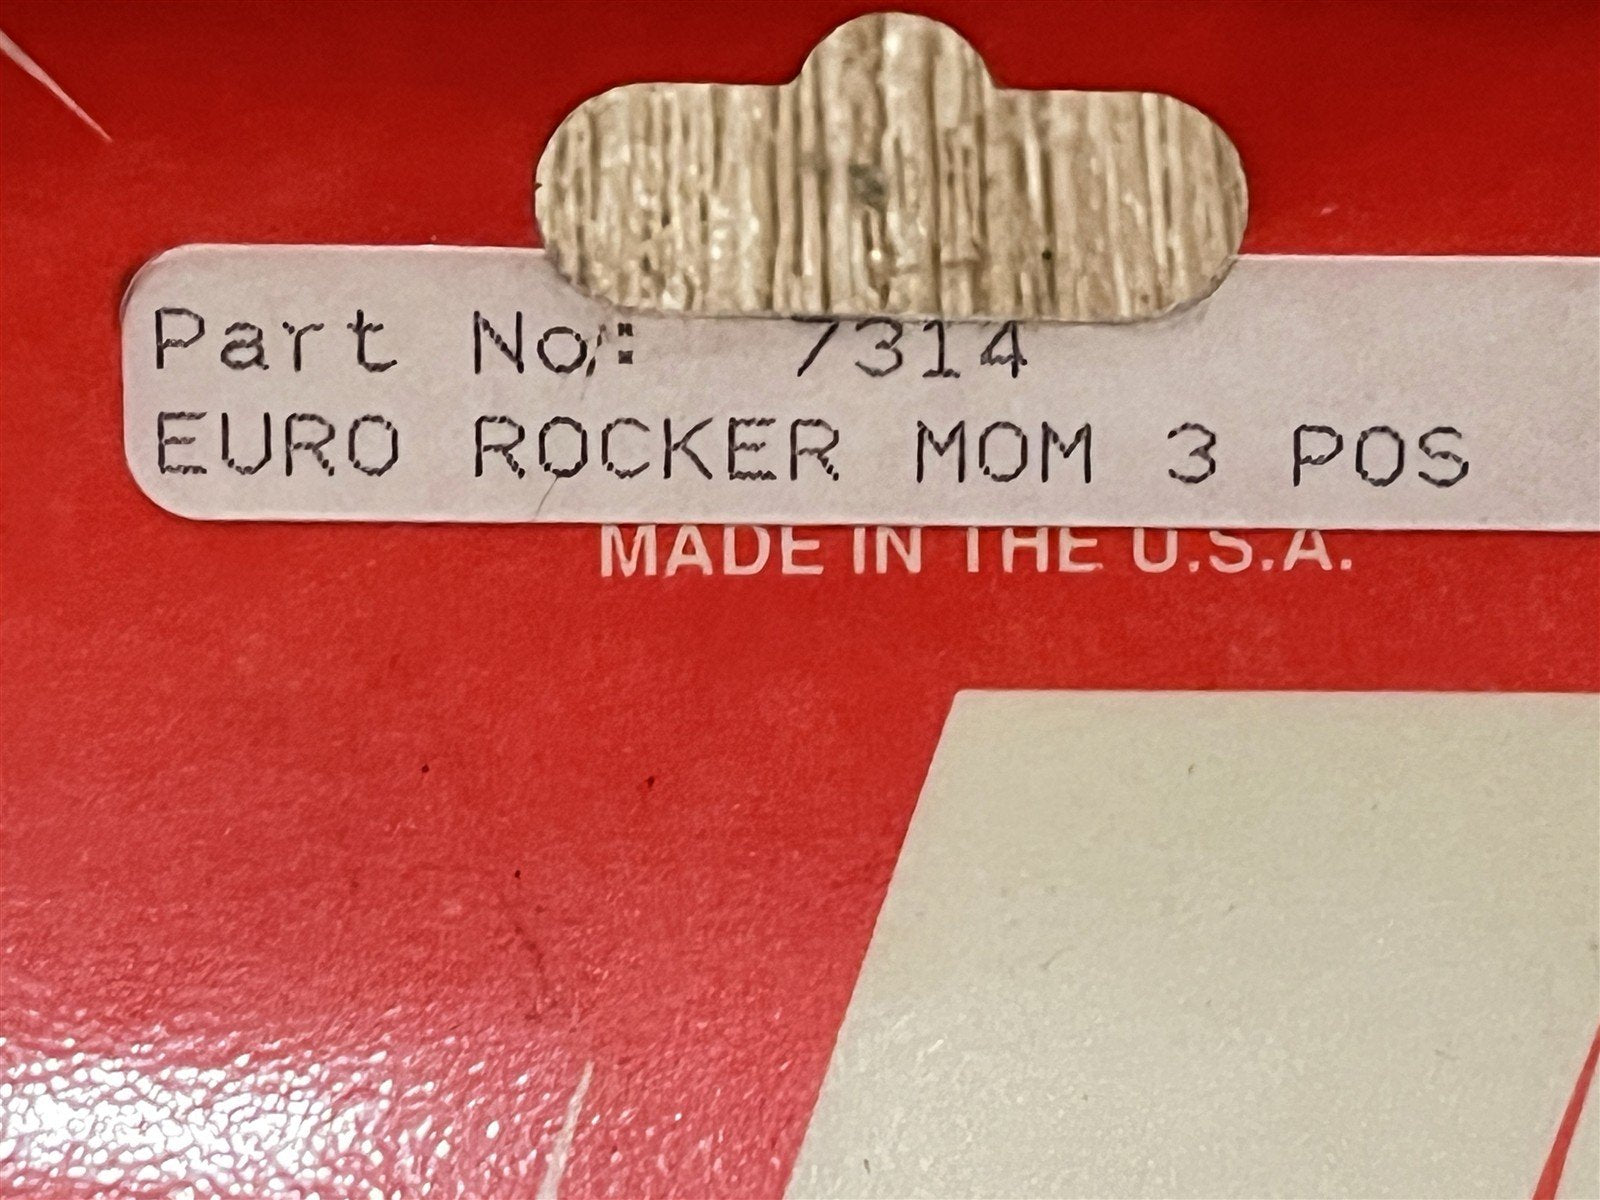 Part No: 7314
EURO ROCKER MOM 3 POS
MADE IN THE U.S.A.